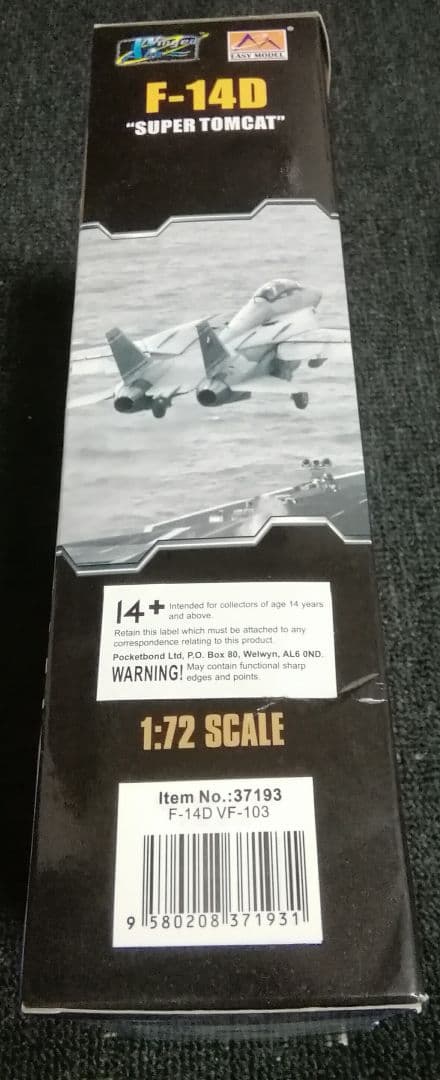 Winged
EASY MODEL
F-14D
"SUPER TOMCAT"
14+ Intended for collectors of age 14 years
and above.
Retain this label which must be attached to any
correspondence relating to this product.
Pocketbond Ltd, P.O. Box 80, Welwyn, AL6 0ND.
WARNING! May contain functional sharp
edges and points.
1:72 SCALE
Item No.:37193
F-14D VF-103
9 580208 371931